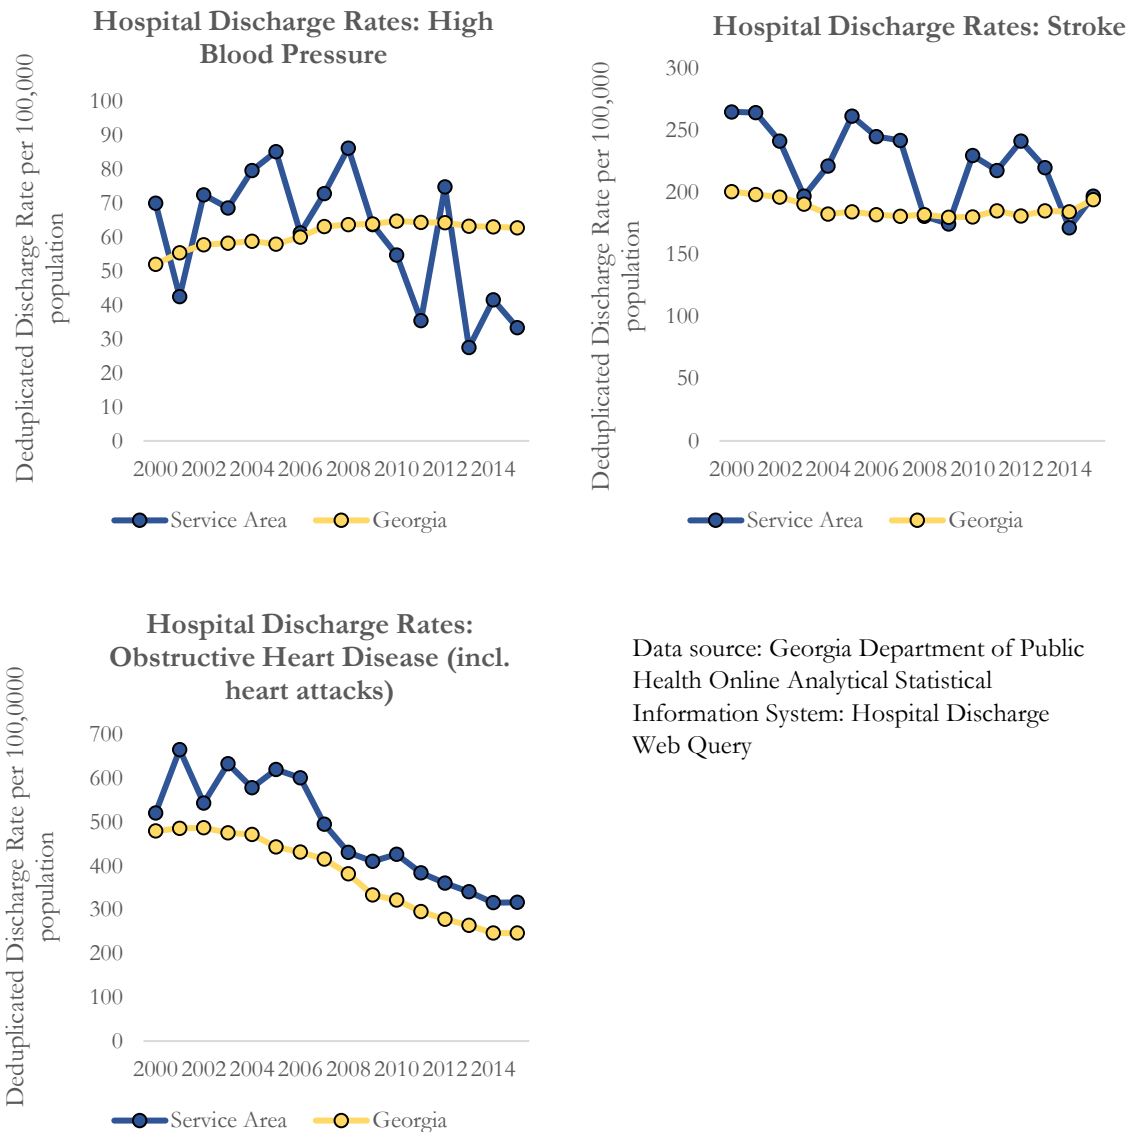 Hospital Discharge Rates: High
Blood Pressure
Deduplicated Discharge Rate per 100,000
population
100
90
80
70
60
50
40
30
20
10
0
2000 2002 2004 2006 2008 2010 2012 2014
Service Area Georgia
Hospital Discharge Rates: Stroke
Deduplicated Discharge Rate per 100,000
population
300
250
200
150
100
50
0
2000 2002 2004 2006 2008 2010 2012 2014
Service Area Georgia
Hospital Discharge Rates:
Obstructive Heart Disease (incl.
heart attacks)
Deduplicated Discharge Rate per 100,0000
population
700
600
500
400
300
200
100
0
2000 2002 2004 2006 2008 2010 2012 2014
Service Area Georgia
Data source: Georgia Department of Public
Health Online Analytical Statistical
Information System: Hospital Discharge
Web Query